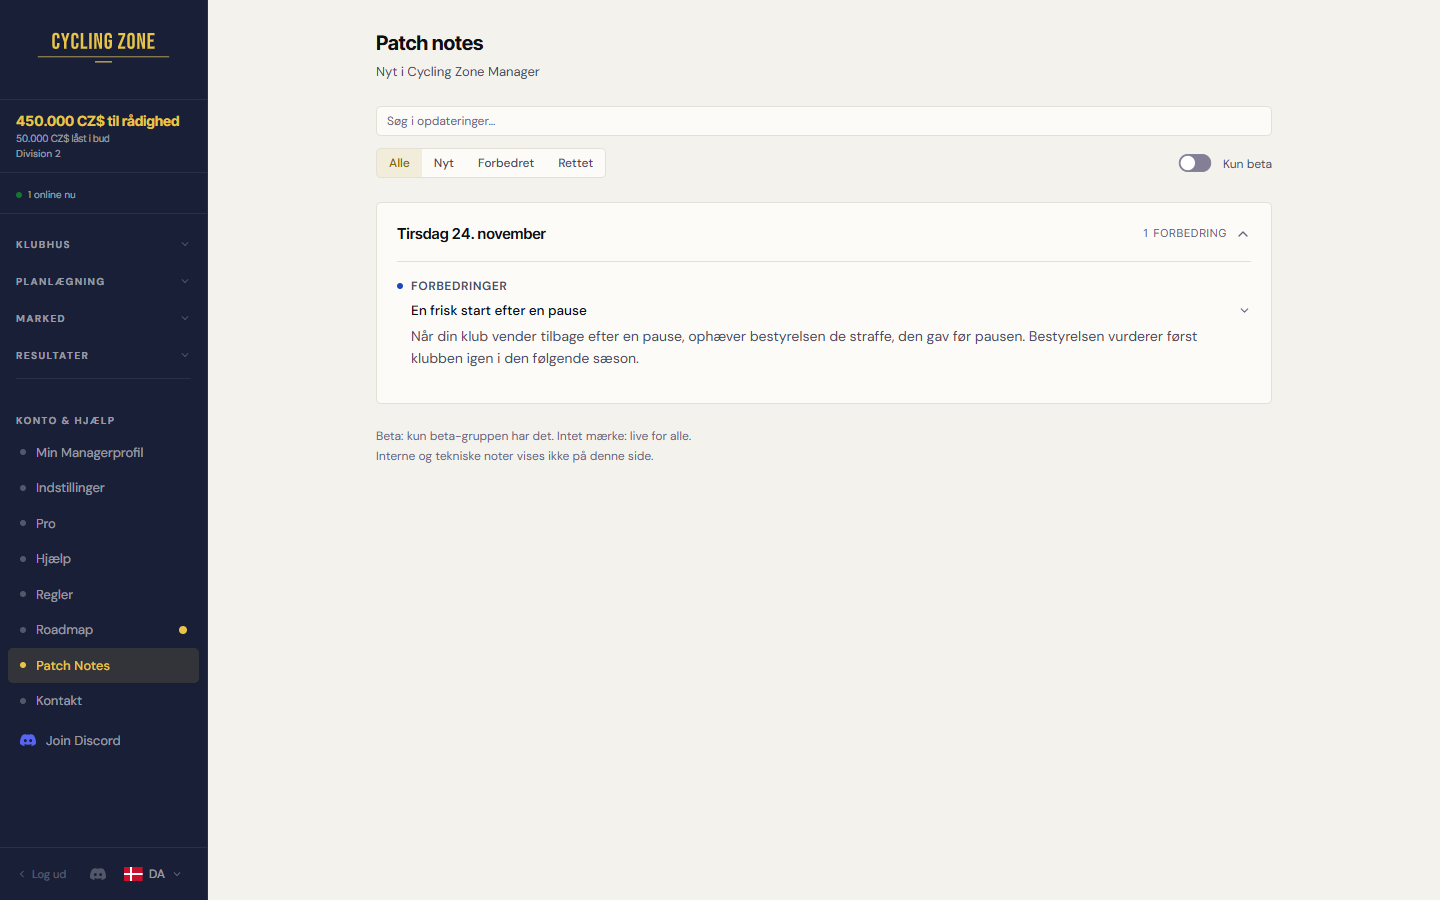 CYCLING ZONE
450.000 CZ$ til rådighed
50.000 CZ$ låst i bud
Division 2
1 online nu
KLUBHUS
PLANLÆGNING
MARKED
RESULTATER
KONTO & HJÆLP
Min Managerprofil
Indstillinger
Pro
Hjælp
Regler
Roadmap
Patch Notes
Kontakt
Join Discord
Log ud
DA
Patch notes
Nyt i Cycling Zone Manager
Søg i opdateringer...
Alle Nyt Forbedret Rettet
Kun beta
Tirsdag 24. november
1 FORBEDRING
FORBEDRINGER
En frisk start efter en pause
Når din klub vender tilbage efter en pause, ophæver bestyrelsen de straffe, den gav før pausen. Bestyrelsen vurderer først
klubben igen i den følgende sæson.
Beta: kun beta-gruppen har det. Intet mærke: live for alle.
Interne og tekniske noter vises ikke på denne side.